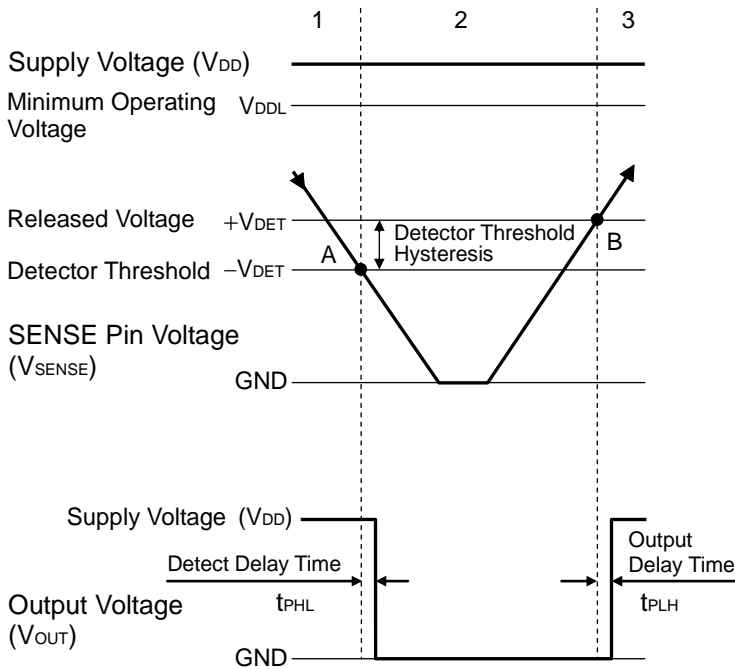 1 2 3
Supply Voltage (VDD)
Minimum Operating
Voltage
VDDL
Released Voltage
+VDET
Detector Threshold
Hysteresis
A
B
Detector Threshold
−VDET
SENSE Pin Voltage
(VSENSE)
GND
Supply Voltage (VDD)
Detect Delay Time
tPHL
Output
Delay Time
tPLH
Output Voltage
(VOUT)
GND